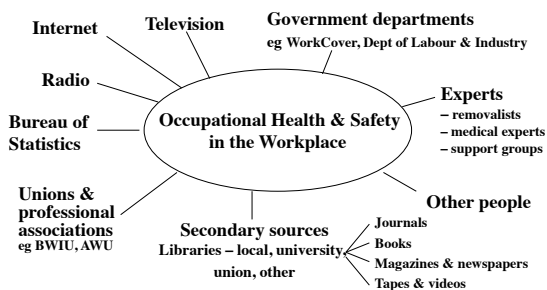 Internet
Television
Government departments
eg WorkCover, Dept of Labour & Industry
Radio
Experts
– removalists
– medical experts
– support groups
Bureau of
Statistics
Occupational Health & Safety
in the Workplace
Unions &
professional
associations
eg BWIU, AWU
Other people
Secondary sources
Libraries – local, university,
union, other
Journals
Books
Magazines & newspapers
Tapes & videos